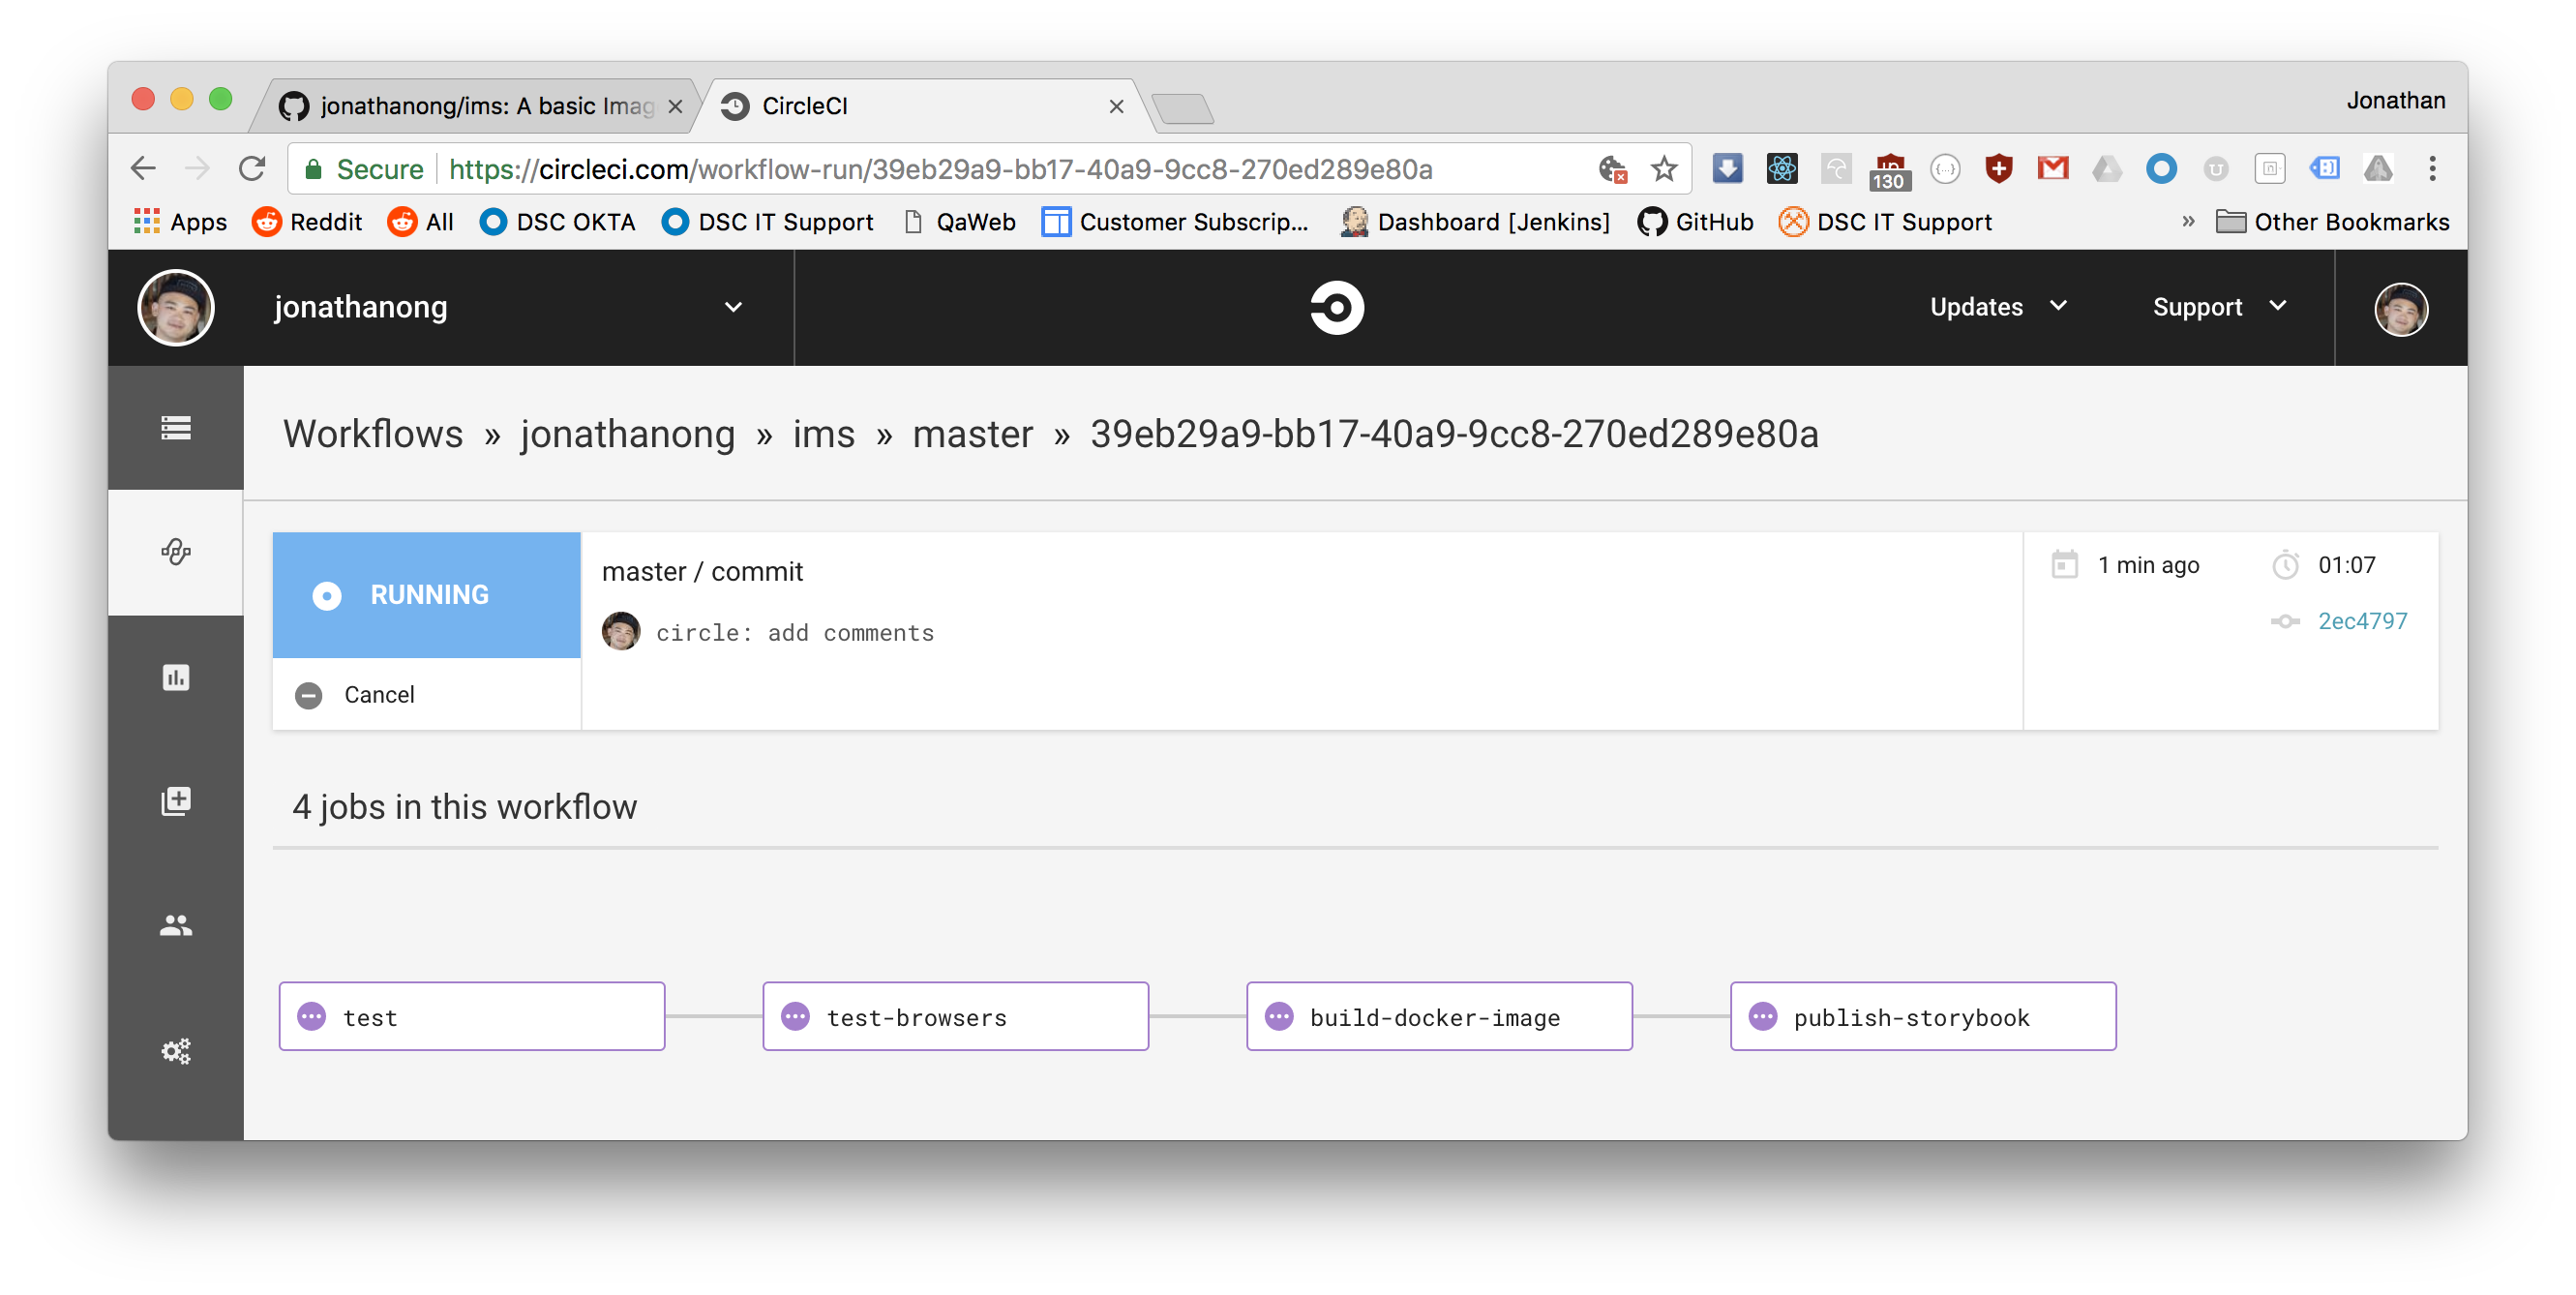 jonathanong/ims: A basic Imag
CircleCI
Jonathan
Secure
https://circleci.com/workflow-run/39eb29a9-bb17-40a9-9cc8-270ed289e80a
130
Apps
Reddit
All
DSC OKTA
DSC IT Support
QaWeb
Customer Subscrip...
Dashboard [Jenkins]
GitHub
DSC IT Support
»
Other Bookmarks
jonathanong
Updates
Support
Workflows » jonathanong » ims » master » 39eb29a9-bb17-40a9-9cc8-270ed289e80a
RUNNING
Cancel
master / commit
circle: add comments
1 min ago
01:07
2ec4797
4 jobs in this workflow
test
test-browsers
build-docker-image
publish-storybook